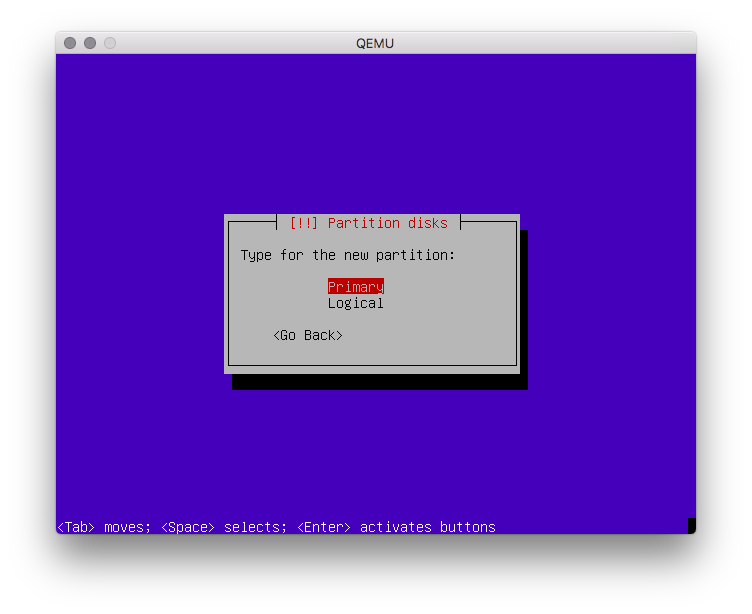 QEMU
[!!] Partition disks
Type for the new partition:
Primary
Logical
<Go Back>
<Tab> moves; <Space> selects; <Enter> activates buttons